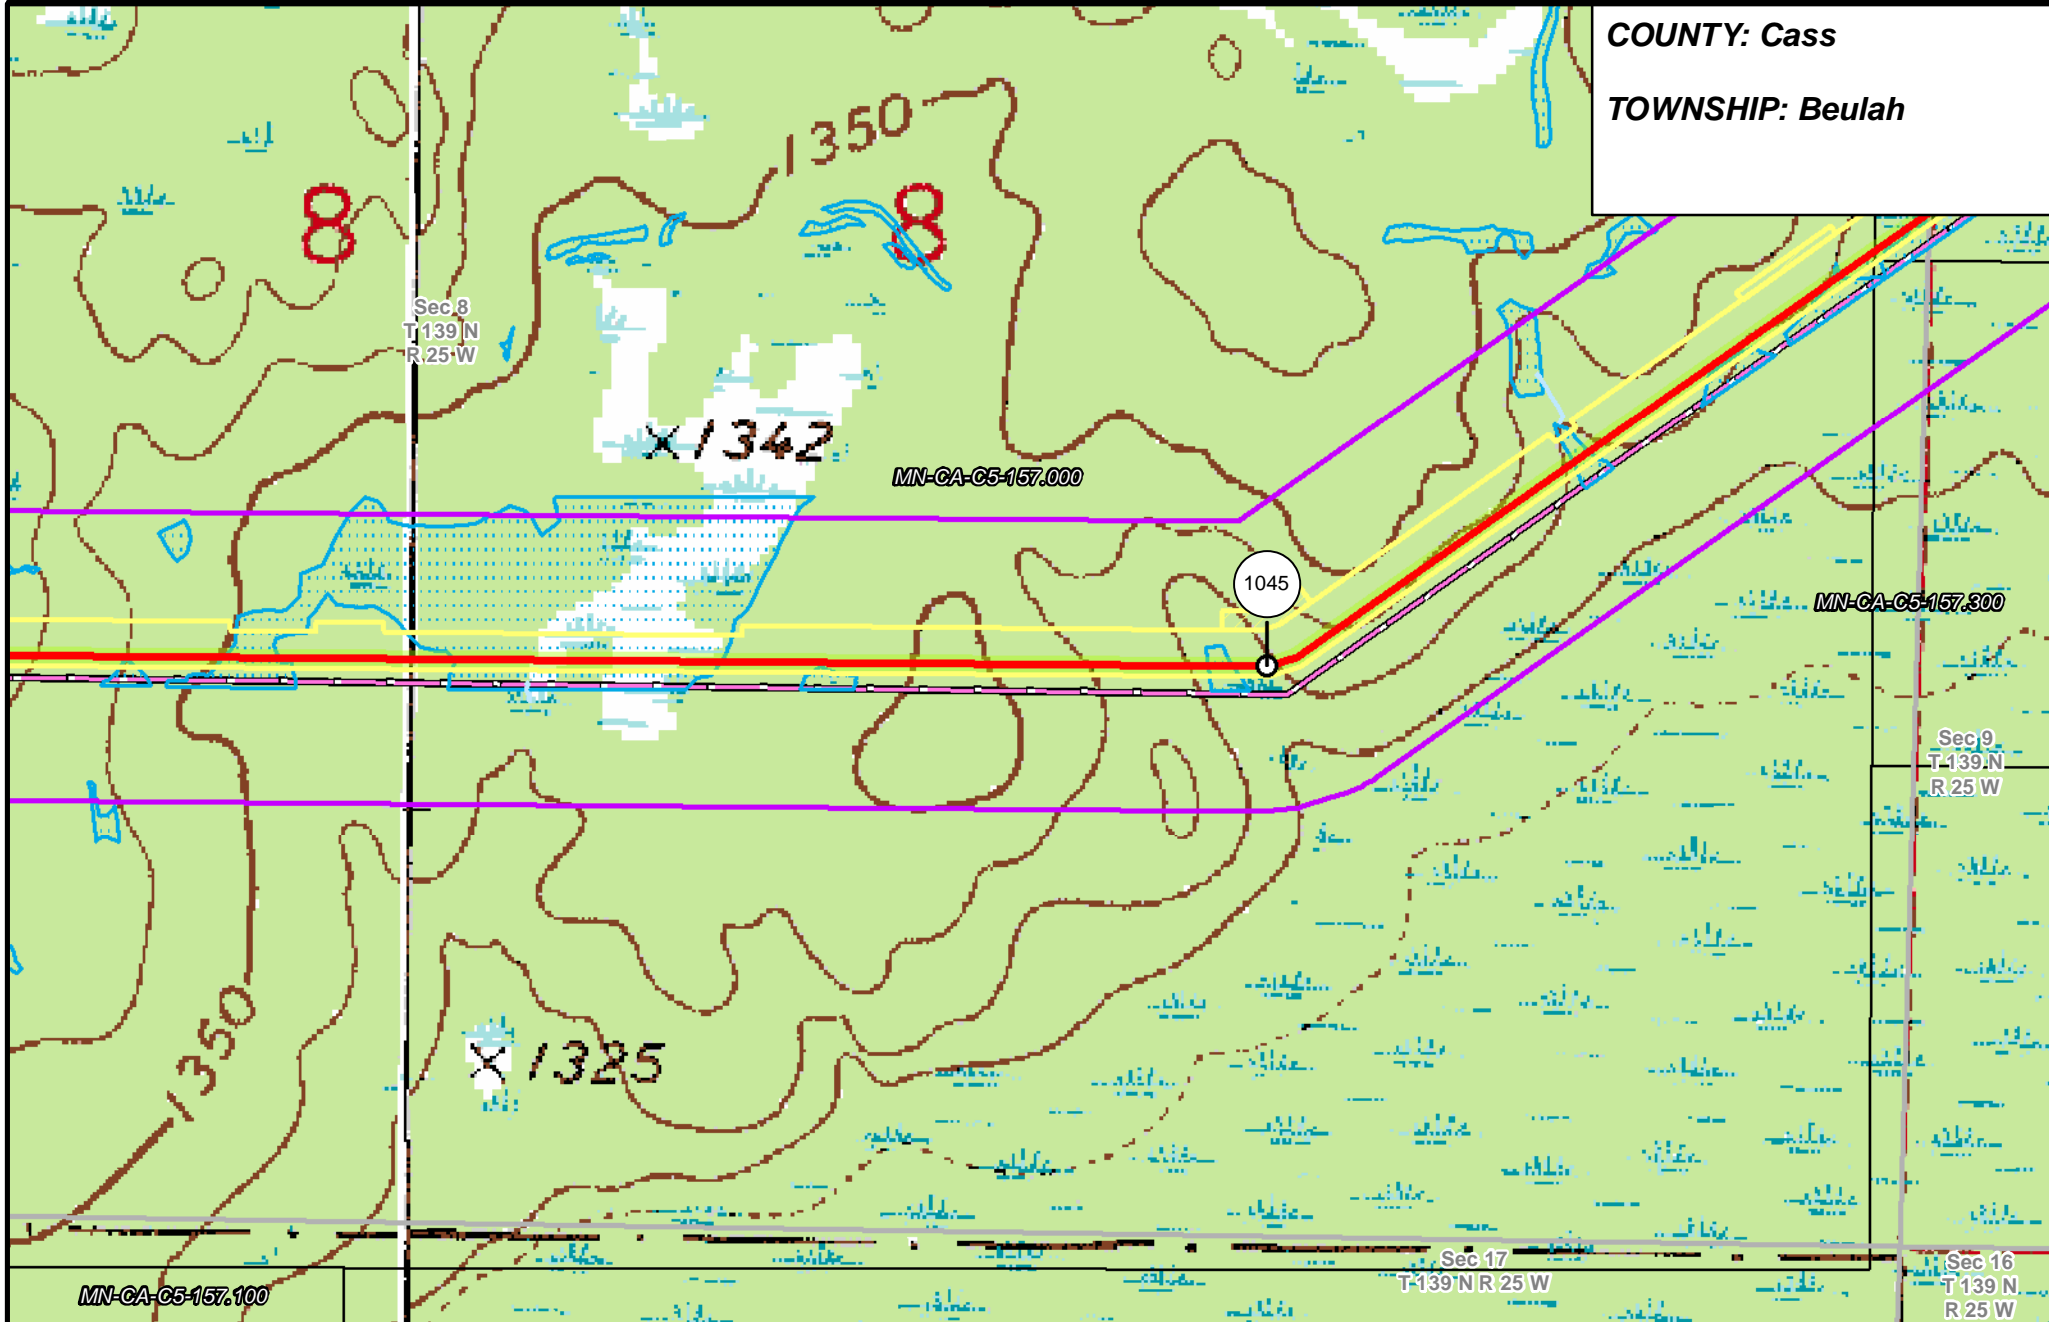 COUNTY: Cass
TOWNSHIP: Beulah
1350
8
8
Sec 8
T 139 N
R 25 W
1342
MN-CA-C5-157.000
1045
MN-CA-C5-157.300
Sec 9
T 139 N
R 25 W
1350
1325
Sec 17
T 139 N R 25 W
Sec 16
T 139 N
R 25 W
MN-CA-C5-157.100